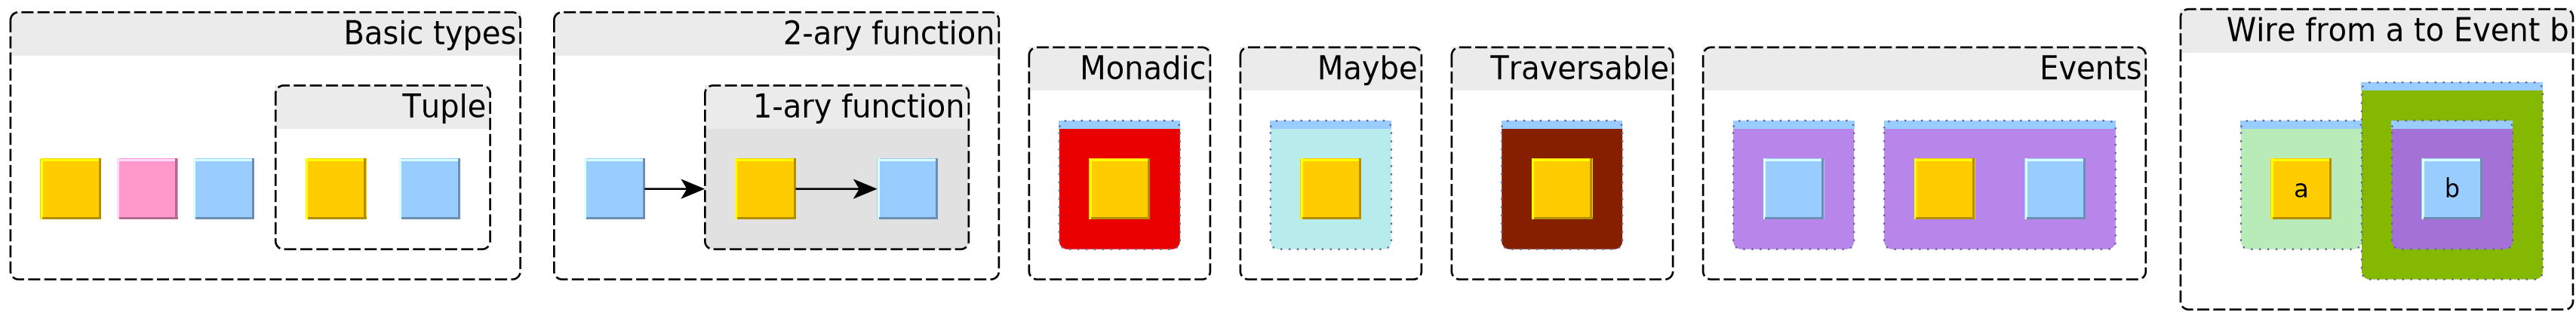 Basic types
Tuple
2-ary function
1-ary function
Monadic
Maybe
Traversable
Events
Wire from a to Event b
a
b